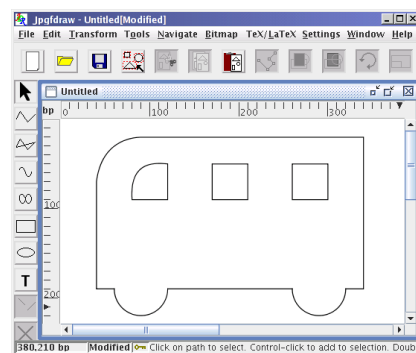 Jpgfdraw - Untitled[Modified]
File Edit Transform Tools Navigate Bitmap TeX/LaTeX Settings Window Help
Untitled
bp 0 100 200 300
100
200
T
380,210 bp Modified Click on path to select. Control-click to add to selection. Doub